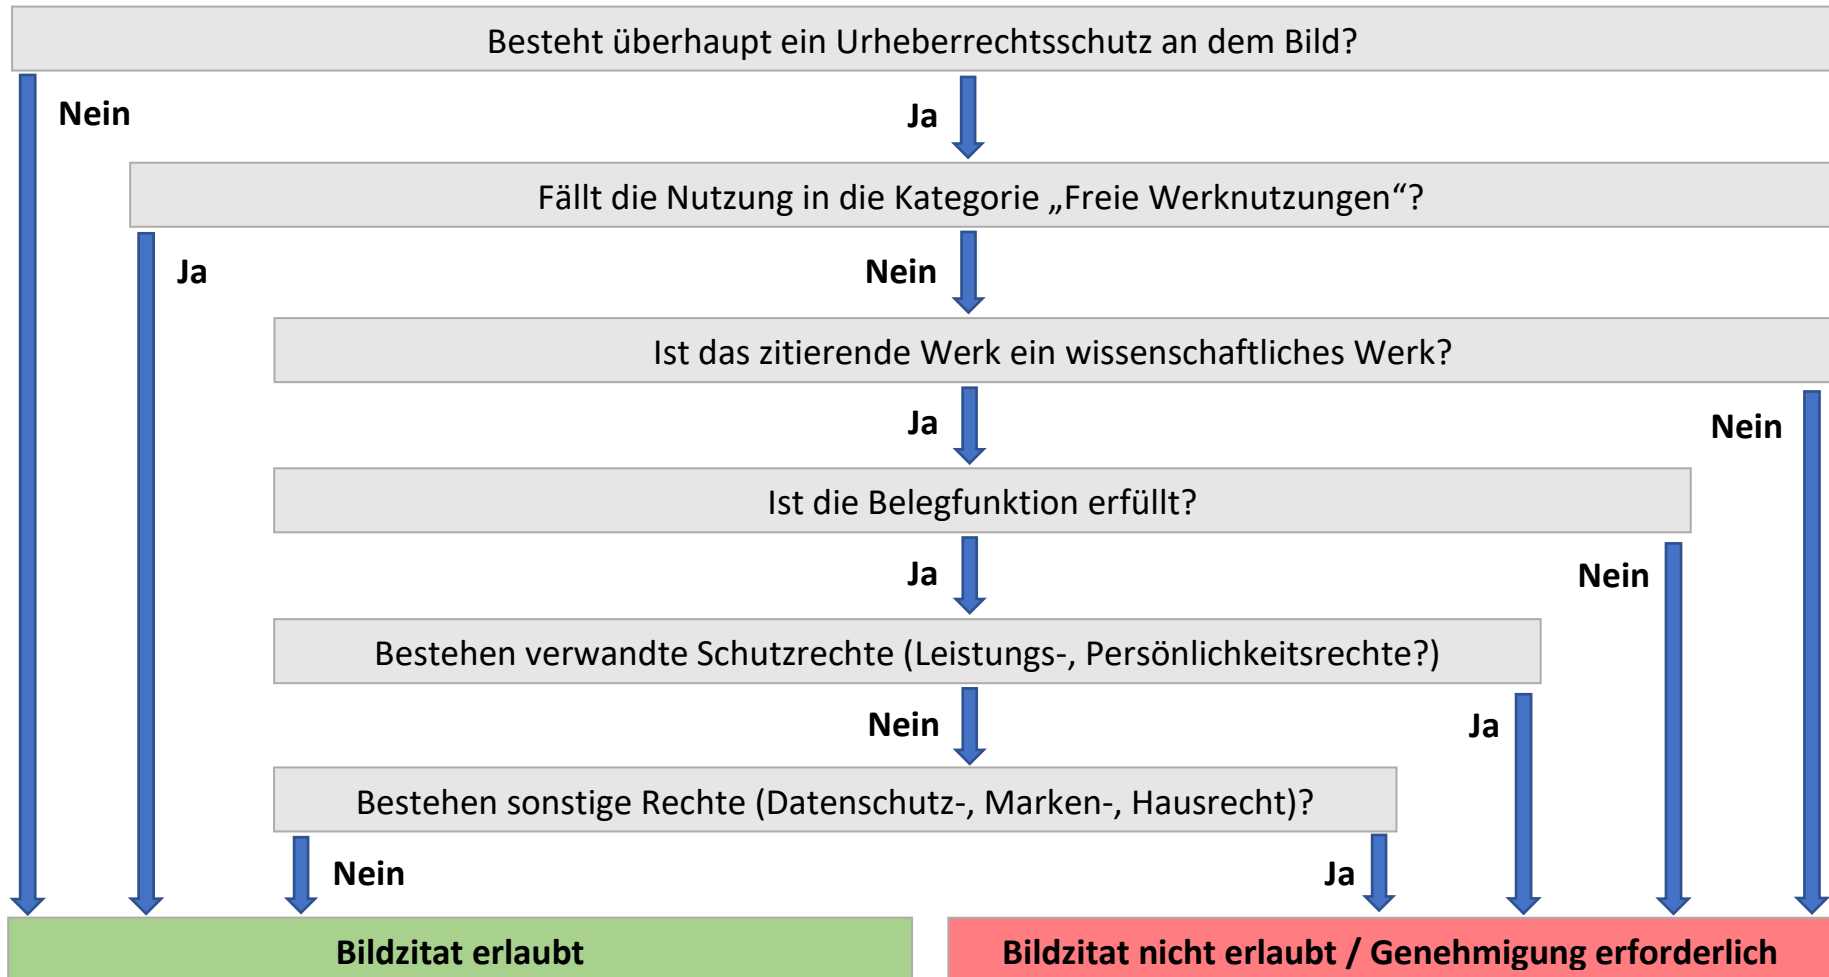 Besteht überhaupt ein Urheberrechtsschutz an dem Bild?
Nein
Ja
Fällt die Nutzung in die Kategorie „Freie Werknutzungen“?
Ja
Nein
Ist das zitierende Werk ein wissenschaftliches Werk?
Ja
Nein
Ist die Belegfunktion erfüllt?
Ja
Nein
Bestehen verwandte Schutzrechte (Leistungs-, Persönlichkeitsrechte?)
Nein
Ja
Bestehen sonstige Rechte (Datenschutz-, Marken-, Hausrecht)?
Nein
Ja
Bildzitat erlaubt
Bildzitat nicht erlaubt / Genehmigung erforderlich